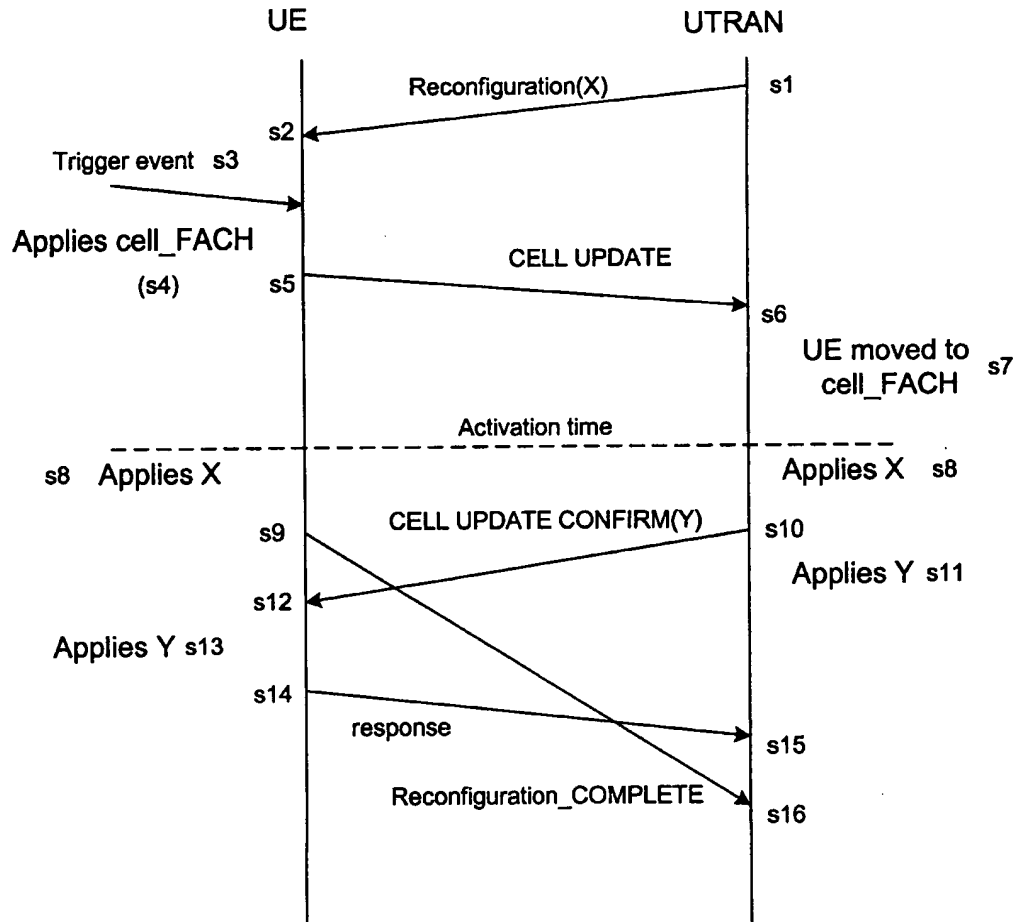 UE
UTRAN
Reconfiguration(X)
s1
s2
Trigger event s3
Applies cell_FACH
(s4)
s5
CELL UPDATE
s6
UE moved to
cell_FACH
s7
Activation time
s8 Applies X
Applies X s8
s9
CELL UPDATE CONFIRM(Y)
s10
Applies Y s11
s12
Applies Y s13
s14
response
s15
Reconfiguration_COMPLETE
s16